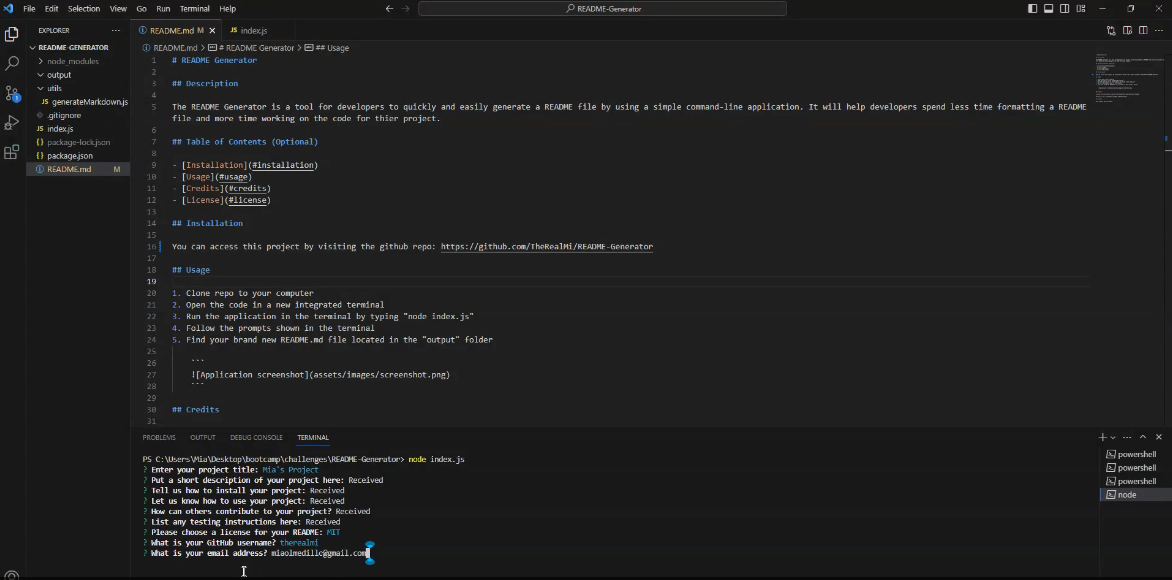 File Edit Selection View Go Run Terminal Help
README-Generator
EXPLORER
README-GENERATOR
node_modules
output
utils
JS generateMarkdown.js
.gitignore
JS index.js
{} package-lock.json
{} package.json
README.md M
1
README.md M
JS index.js
README.md > # README Generator > ## Usage
1 # README Generator
2
3 ## Description
4
5 The README Generator is a tool for developers to quickly and easily generate a README file by using a simple command-line application. It will help developers spend less time formatting a README
file and more time working on the code for thier project.
6
7 ## Table of Contents (Optional)
8
9 - [Installation](#installation)
10 - [Usage](#usage)
11 - [Credits](#credits)
12 - [License](#license)
13
14 ## Installation
15
16 You can access this project by visiting the github repo: https://github.com/TheRealMi/README-Generator
17
18 ## Usage
19
20 1. Clone repo to your computer
21 2. Open the code in a new integrated terminal
22 3. Run the application in the terminal by typing "node index.js"
23 4. Follow the prompts shown in the terminal
24 5. Find your brand new README.md file located in the "output" folder
25
26 ```
27 ![Application screenshot](assets/images/screenshot.png)
28 ```
29
30 ## Credits
31
PROBLEMS OUTPUT DEBUG CONSOLE TERMINAL
PS C:\Users\Mia\Desktop\bootcamp\challenges\README-Generator> node index.js
? Enter your project title: Mia's Project
? Put a short description of your project here: Received
? Tell us how to install your project: Received
? Let us know how to use your project: Received
? How can others contribute to your project? Received
? List any testing instructions here: Received
? Please choose a license for your README: MIT
? What is your GitHub username? therealmi
? What is your email address? miaolmedillo@gmail.com
powershell
powershell
powershell
node